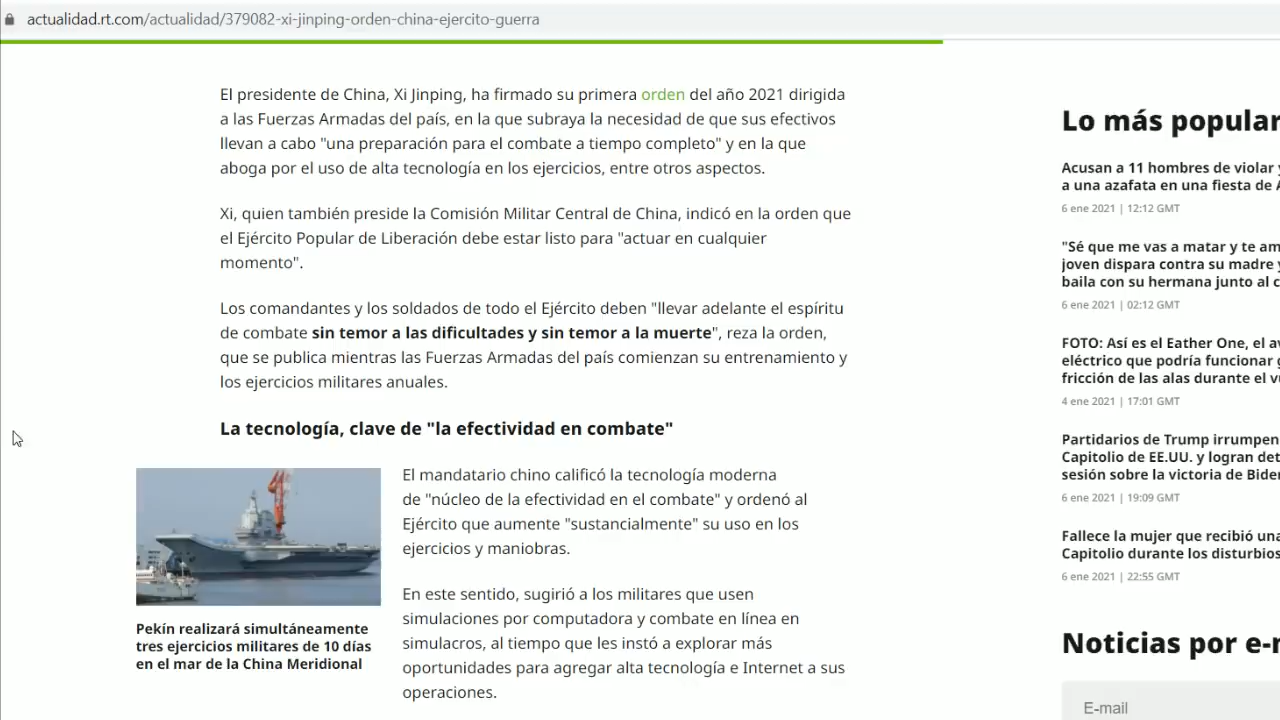 actualidad.rt.com/actualidad/379082-xi-jinping-orden-china-ejercito-guerra
El presidente de China, Xi Jinping, ha firmado su primera orden del año 2021 dirigida
a las Fuerzas Armadas del país, en la que subraya la necesidad de que sus efectivos
llevan a cabo "una preparación para el combate a tiempo completo" y en la que
aboga por el uso de alta tecnología en los ejercicios, entre otros aspectos.
Xi, quien también preside la Comisión Militar Central de China, indicó en la orden que
el Ejército Popular de Liberación debe estar listo para "actuar en cualquier
momento".
Los comandantes y los soldados de todo el Ejército deben "llevar adelante el espíritu
de combate sin temor a las dificultades y sin temor a la muerte", reza la orden,
que se publica mientras las Fuerzas Armadas del país comienzan su entrenamiento y
los ejercicios militares anuales.
La tecnología, clave de "la efectividad en combate"
El mandatario chino calificó la tecnología moderna
de "núcleo de la efectividad en el combate" y ordenó al
Ejército que aumente "sustancialmente" su uso en los
ejercicios y maniobras.
En este sentido, sugirió a los militares que usen
simulaciones por computadora y combate en línea en
simulacros, al tiempo que les instó a explorar más
oportunidades para agregar alta tecnología e Internet a sus
operaciones.
Pekín realizará simultáneamente
tres ejercicios militares de 10 días
en el mar de la China Meridional
Lo más popular
Acusan a 11 hombres de violar y
a una azafata en una fiesta de
6 ene 2021 | 12:12 GMT
"Sé que me vas a matar y te am
joven dispara contra su madre y
baila con su hermana junto al c
6 ene 2021 | 02:12 GMT
FOTO: Así es el Eather One, el av
eléctrico que podría funcionar g
fricción de las alas durante el v
4 ene 2021 | 17:01 GMT
Partidarios de Trump irrumpen
Capitolio de EE.UU. y logran det
sesión sobre la victoria de Bide
6 ene 2021 | 19:09 GMT
Fallece la mujer que recibió una
Capitolio durante los disturbios
6 ene 2021 | 22:55 GMT
Noticias por e-
E-mail